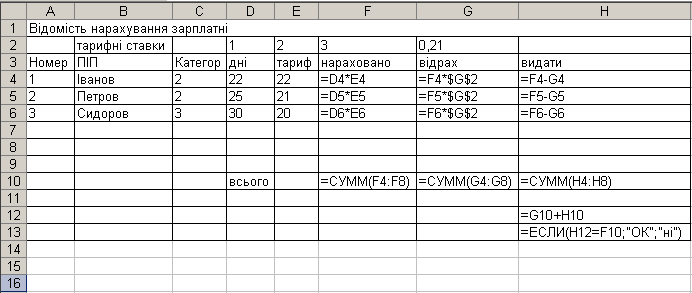 A B C D E F G H
1 Відомість нарахування зарплатні
2 тарифні ставки 1 2 3 0,21
3 Номер ПІП Категор дні тариф нараховано відрах видати
4 1 Іванов 2 22 22 =D4*E4 =F4*$G$2 =F4-G4
5 2 Петров 2 25 21 =D5*E5 =F5*$G$2 =F5-G5
6 3 Сидоров 3 30 20 =D6*E6 =F6*$G$2 =F6-G6
7
8
9
10 всього =СУММ(F4:F8) =СУММ(G4:G8) =СУММ(H4:H8)
11
12 =G10+H10
13 =ЕСЛИ(H12=F10;"ОК";"ні")
14
15
16